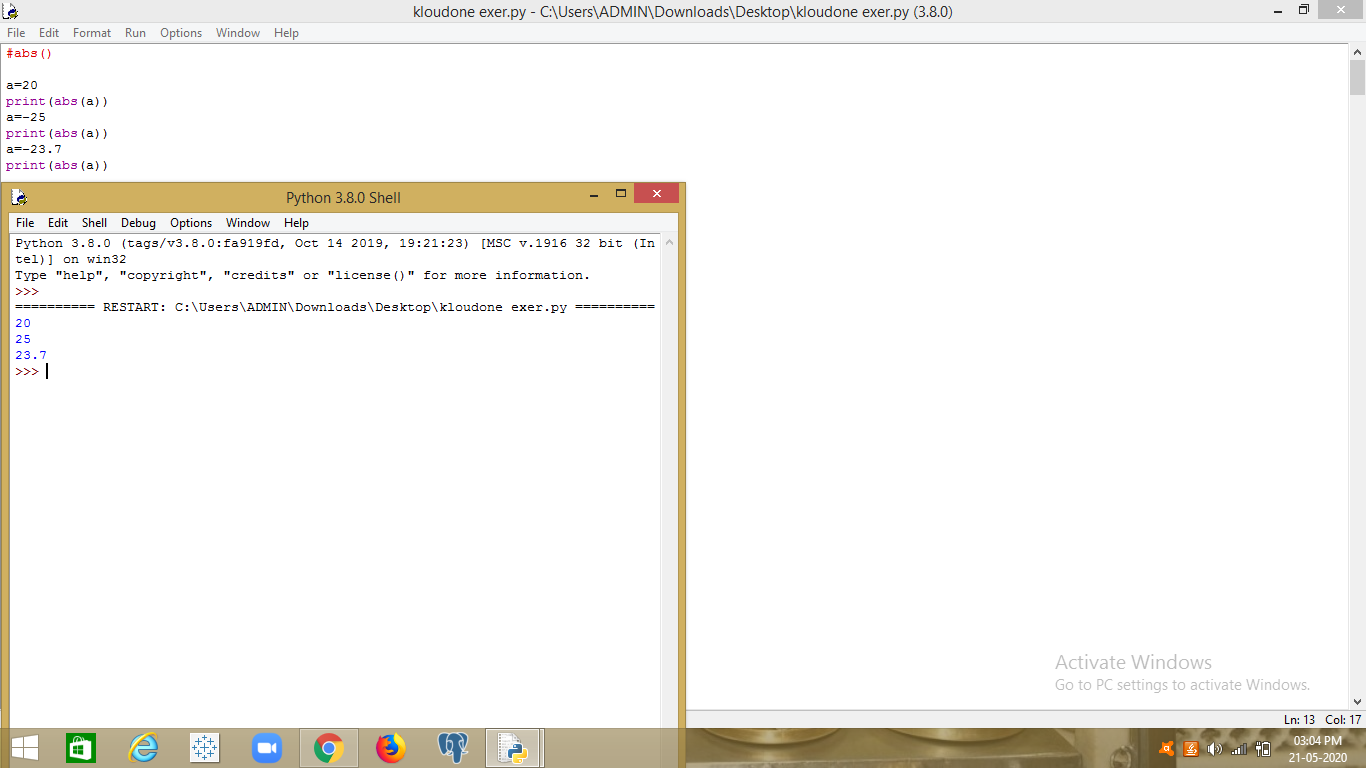 kloudone exer.py - C:\Users\ADMIN\Downloads\Desktop\kloudone exer.py (3.8.0)
File Edit Format Run Options Window Help
#abs()
a=20
print(abs(a))
a=-25
print(abs(a))
a=-23.7
print(abs(a))
Python 3.8.0 Shell
File Edit Shell Debug Options Window Help
Python 3.8.0 (tags/v3.8.0:fa919fd, Oct 14 2019, 19:21:23) [MSC v.1916 32 bit (In
tel)] on win32
Type "help", "copyright", "credits" or "license()" for more information.
>>>
========== RESTART: C:\Users\ADMIN\Downloads\Desktop\kloudone exer.py ==========
20
25
23.7
>>>
Activate Windows
Go to PC settings to activate Windows.
Ln: 13 Col: 17
03:04 PM
21-05-2020